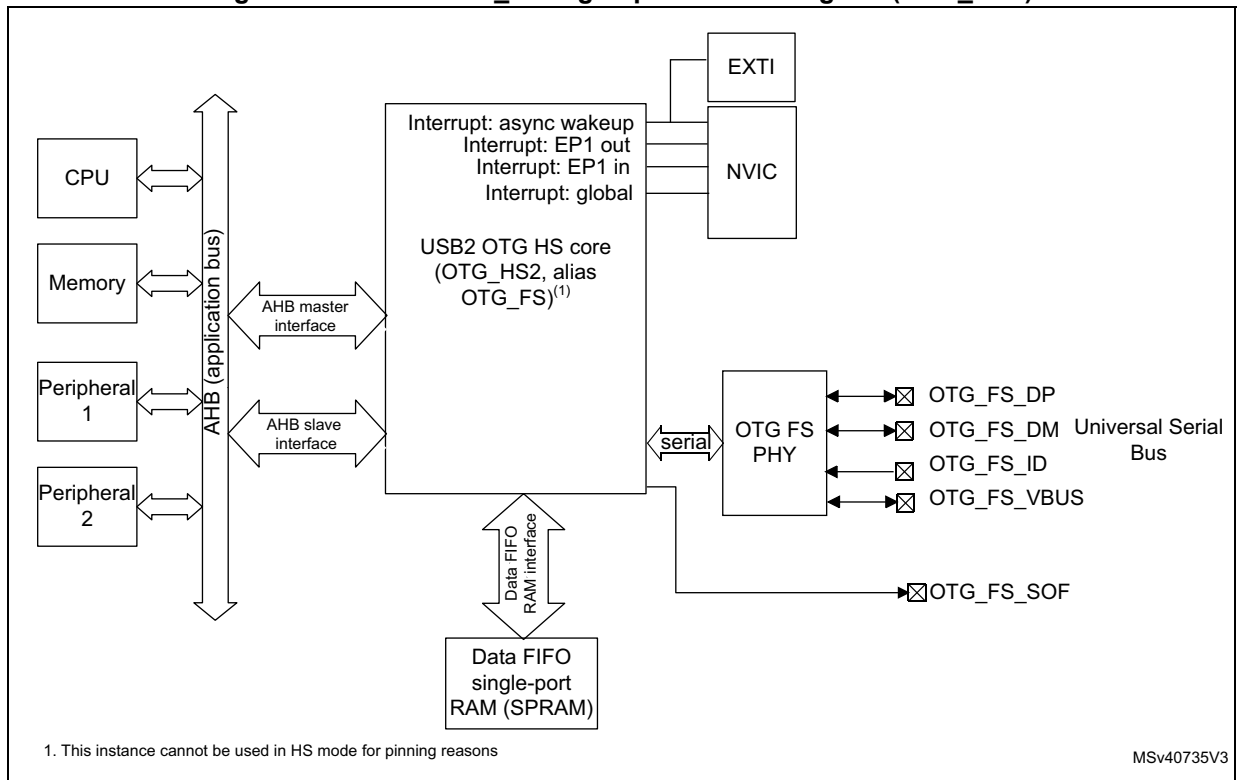 EXTI
Interrupt: async wakeup
Interrupt: EP1 out
Interrupt: EP1 in
Interrupt: global
NVIC
CPU
Memory
Peripheral
1
Peripheral
2
AHB (application bus)
AHB master
interface
AHB slave
interface
USB2 OTG HS core
(OTG_HS2, alias
OTG_FS)(1)
serial
OTG FS
PHY
OTG_FS_DP
OTG_FS_DM
OTG_FS_ID
OTG_FS_VBUS
Universal Serial
Bus
OTG_FS_SOF
Data FIFO
RAM interface
Data FIFO
single-port
RAM (SPRAM)
1. This instance cannot be used in HS mode for pinning reasons
MSv40735V3